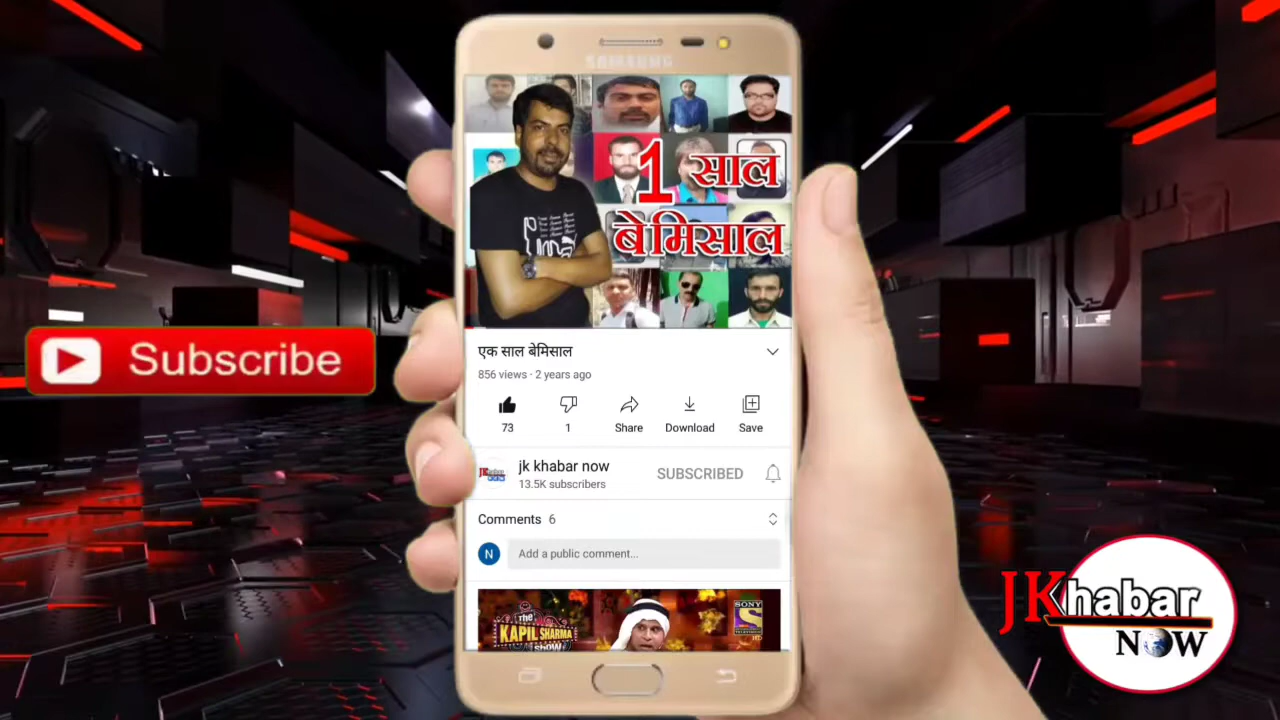 SAMSUNG
1 साल
बेमिसाल
एक साल बेमिसाल
856 views · 2 years ago
73
1
Share
Download
Save
jk khabar now
13.5K subscribers
SUBSCRIBED
Comments 6
N
Add a public comment...
The
KAPIL SHARMA
Show
SONY
Subscribe
JKhabar
NOW